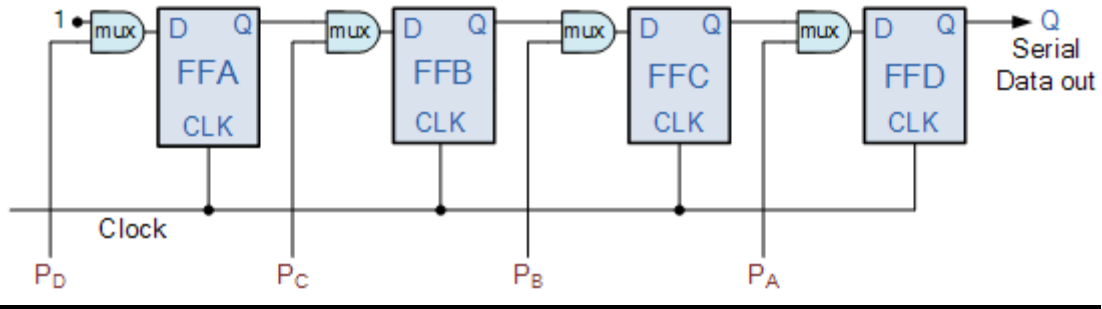 1 mux D Q mux D Q mux D Q mux D Q Q
FFA FFB FFC FFD Serial
CLK CLK CLK CLK Data out
Clock
PD PC PB PA